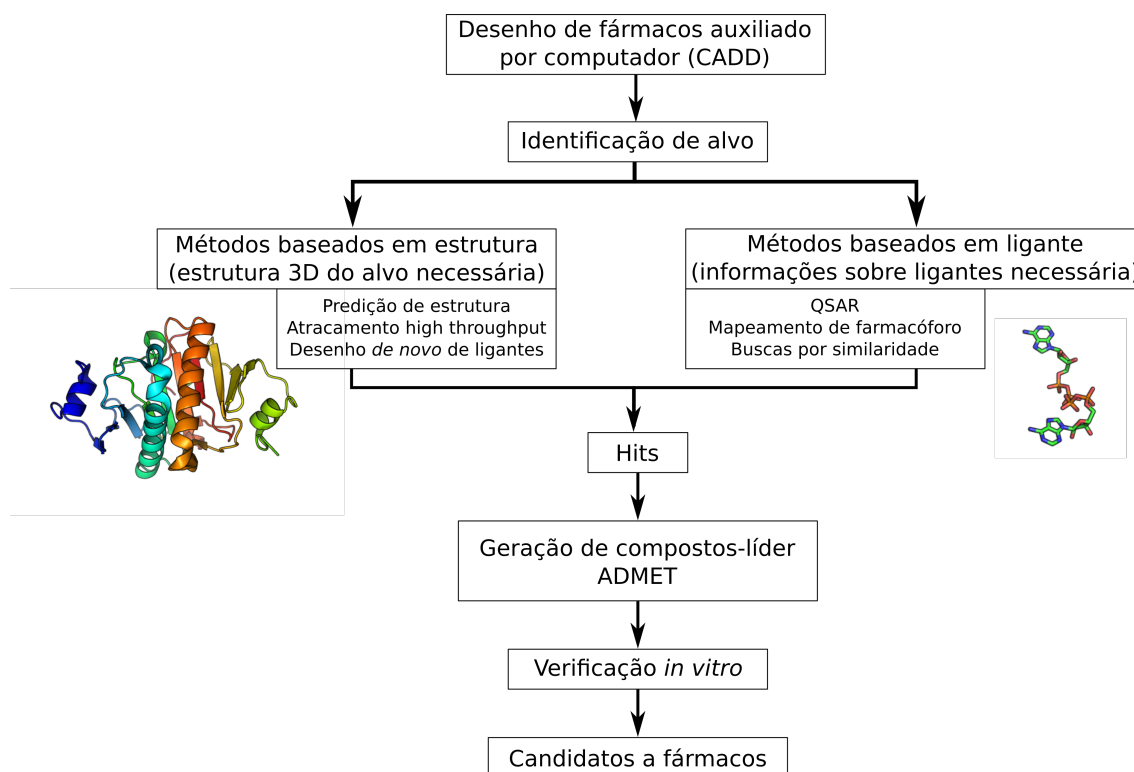 Desenho de fármacos auxiliado
por computador (CADD)
Identificação de alvo
Métodos baseados em estrutura
(estrutura 3D do alvo necessária)
Predição de estrutura
Atracamento high throughput
Desenho de novo de ligantes
Métodos baseados em ligante
(informações sobre ligantes necessária)
QSAR
Mapeamento de farmacóforo
Buscas por similaridade
Hits
Geração de compostos-líder
ADMET
Verificação in vitro
Candidatos a fármacos